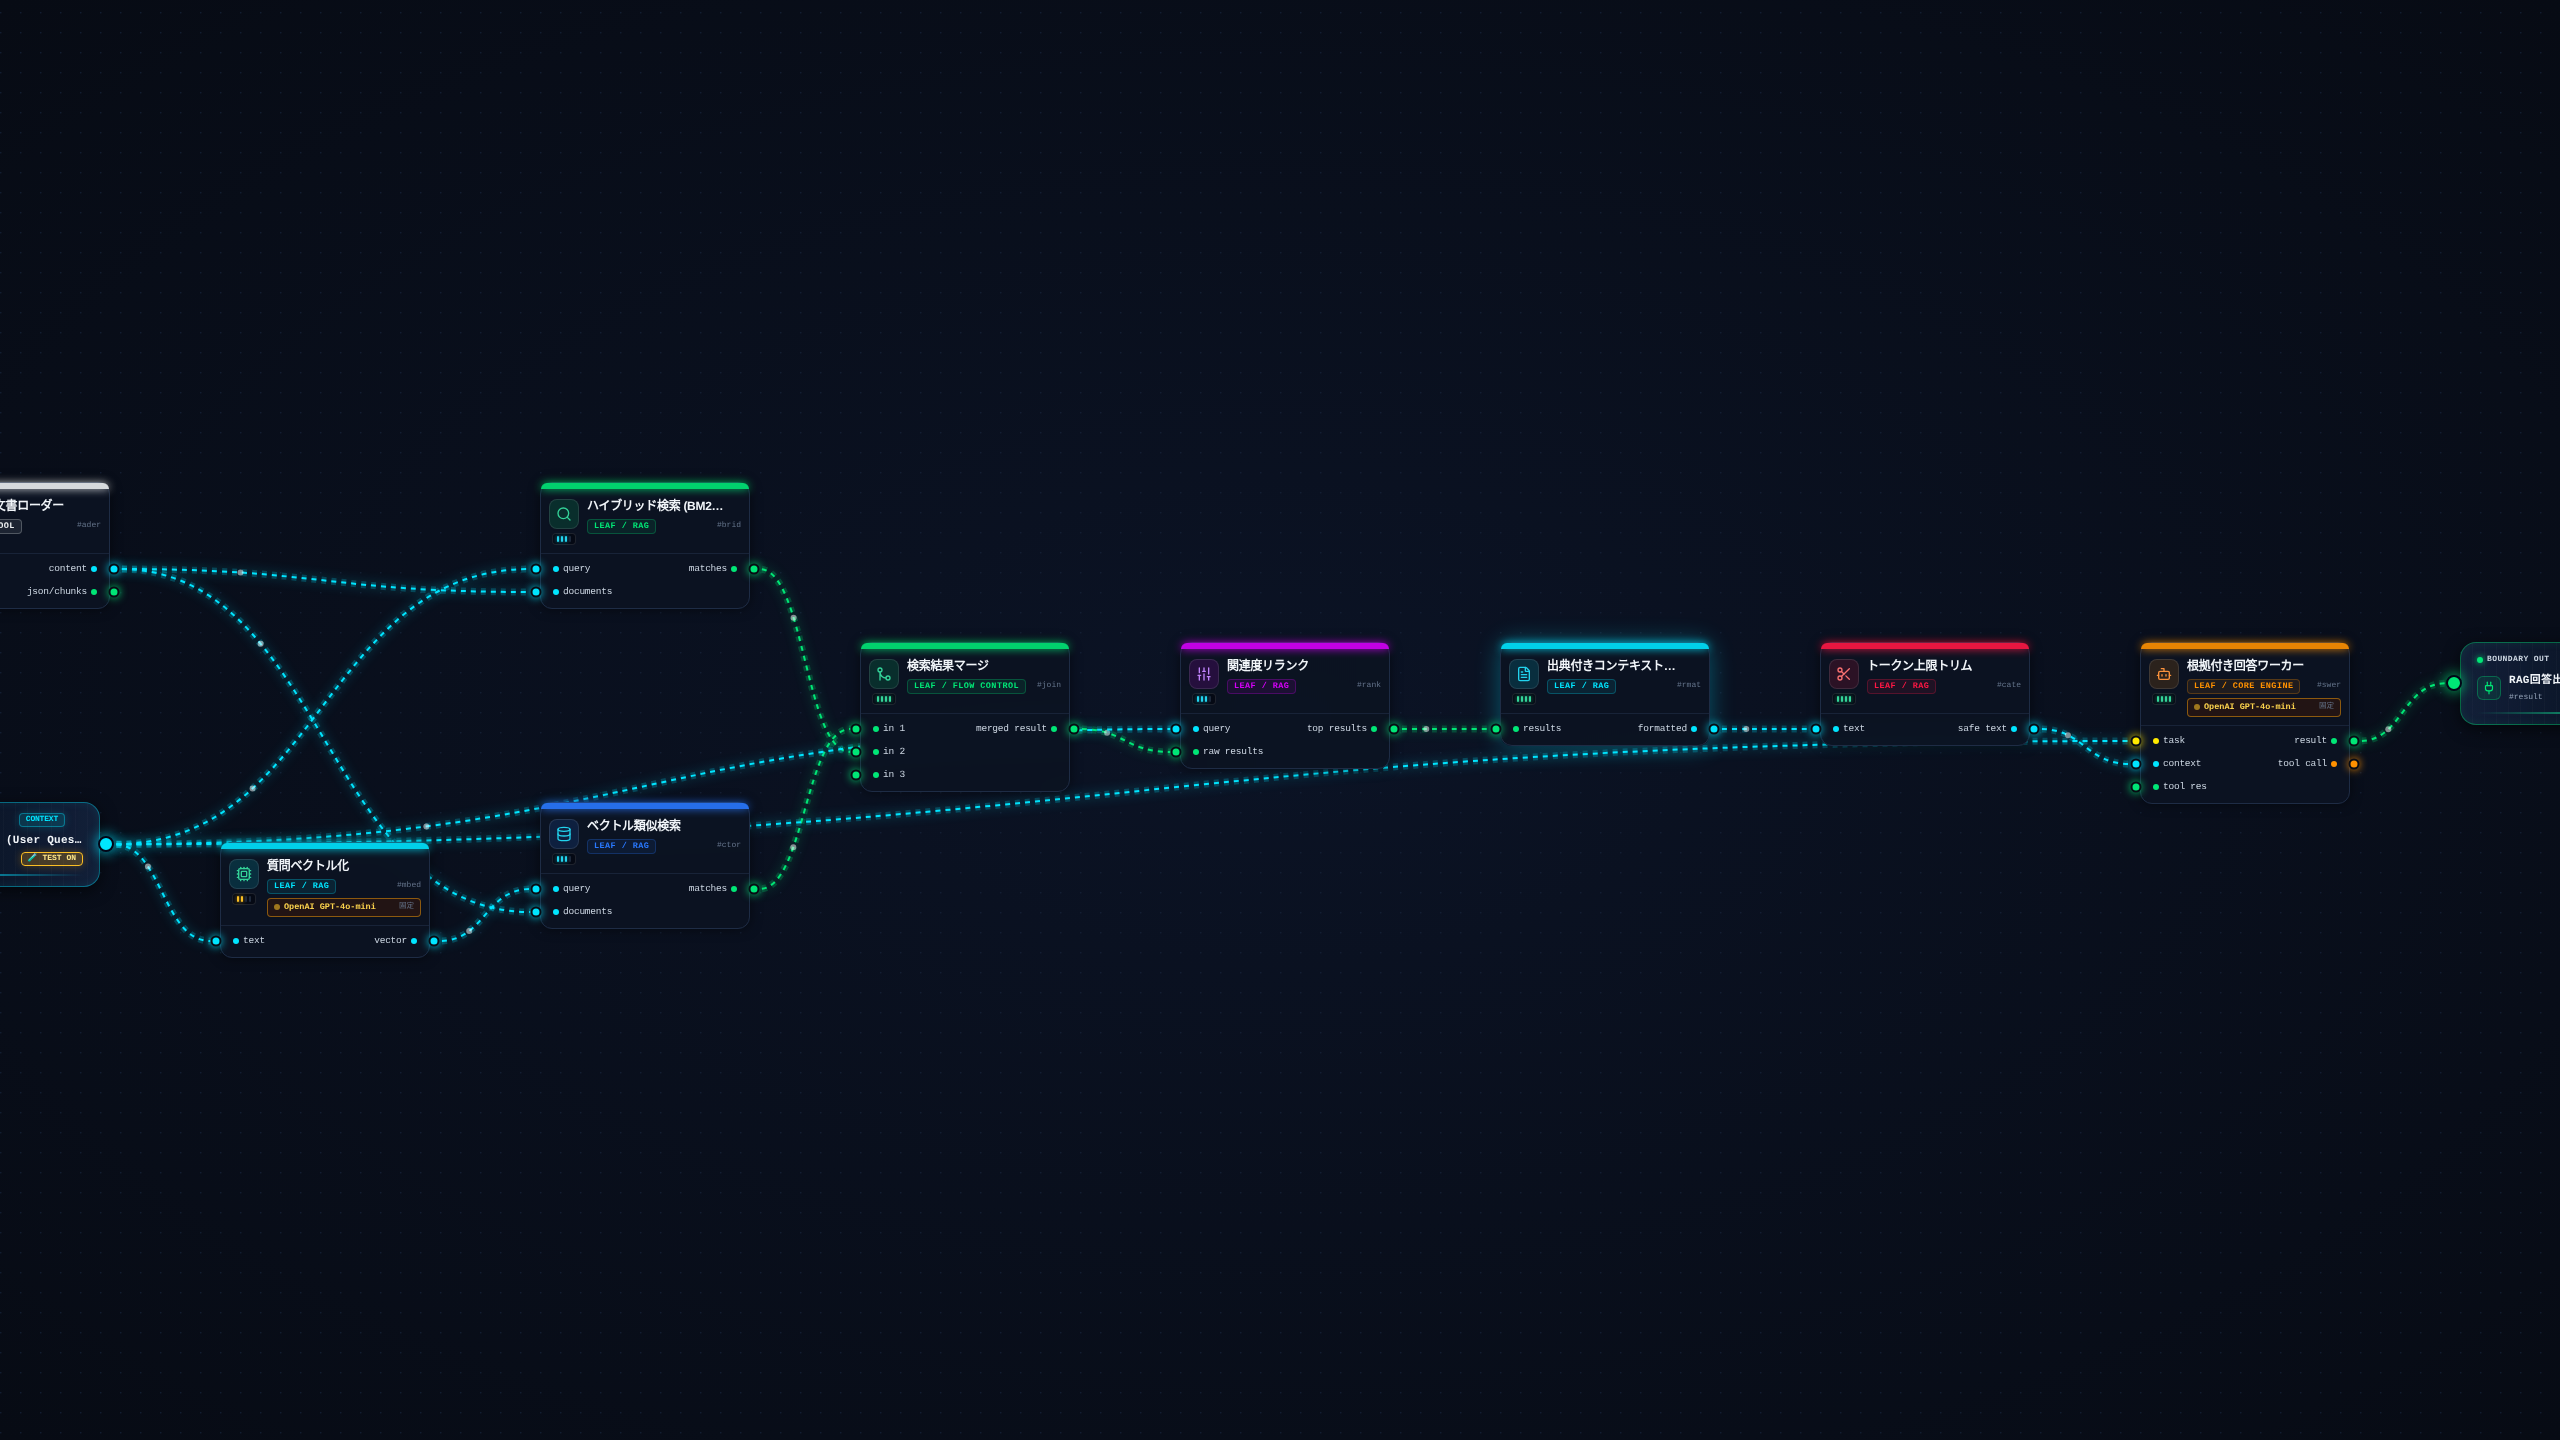 文書ローダー
OOL
#ader
content
json/chunks
ハイブリッド検索 (BM2…
LEAF / RAG
#brid
query
matches
documents
検索結果マージ
LEAF / FLOW CONTROL
#join
in 1
merged result
in 2
in 3
関連度リランク
LEAF / RAG
#rank
query
top results
raw results
出典付きコンテキスト…
LEAF / RAG
#rmat
results
formatted
トークン上限トリム
LEAF / RAG
#cate
text
safe text
根拠付き回答ワーカー
LEAF / CORE ENGINE
#swer
OpenAI GPT-4o-mini
固定
task
result
context
tool call
tool res
BOUNDARY OUT
RAG回答出
#result
CONTEXT
(User Ques…
TEST ON
質問ベクトル化
LEAF / RAG
#mbed
OpenAI GPT-4o-mini
固定
text
vector
ベクトル類似検索
LEAF / RAG
#ctor
query
matches
documents